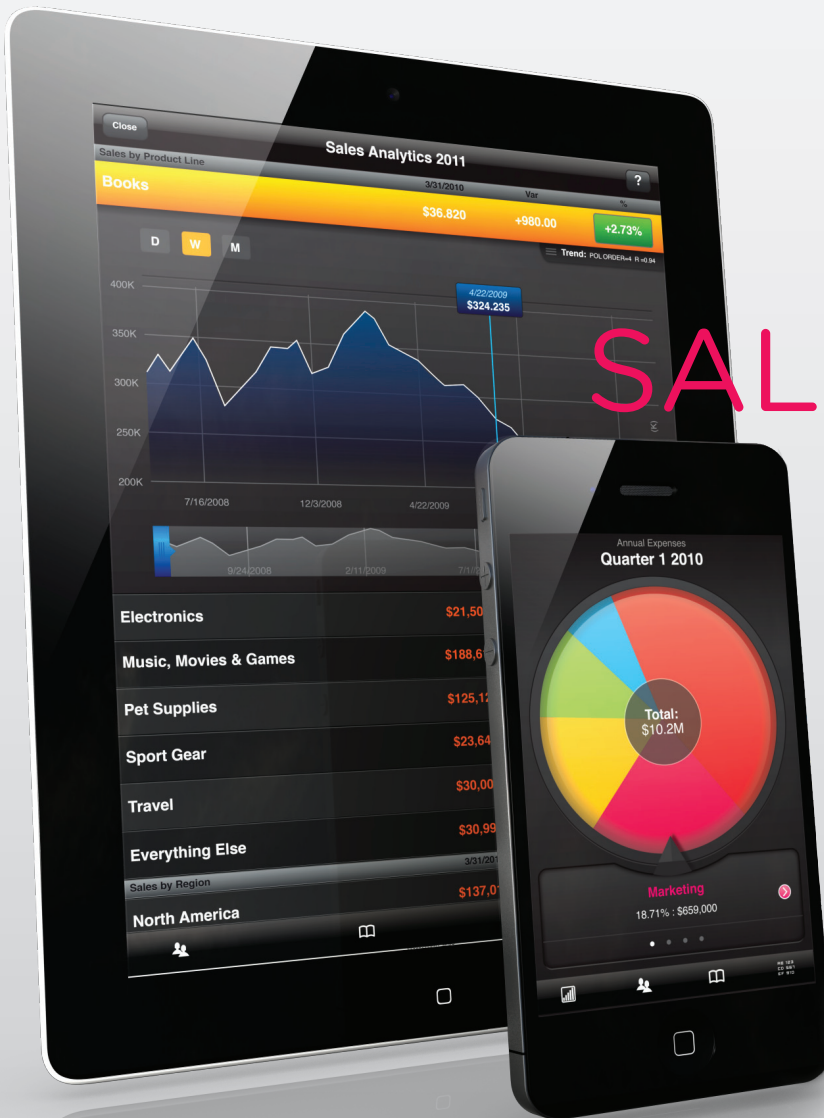 Close
Sales Analytics 2011
?
Sales by Product Line
3/31/2010
Var
%
Books
$36.820
+980.00
+2.73%
D
W
M
Trend: POL ORDER=4 R =0.94
400K
350K
300K
250K
200K
4/22/2009
$324.235
(K)
7/16/2008
12/3/2008
4/22/2009
9/24/2008
2/11/2009
Electronics
Music, Movies & Games
Pet Supplies
Sport Gear
Travel
Everything Else
Sales by Region
North America
SAL
Annual Expenses
Quarter 1 2010
Total:
$10.2M
Marketing
18.71% : $659,000